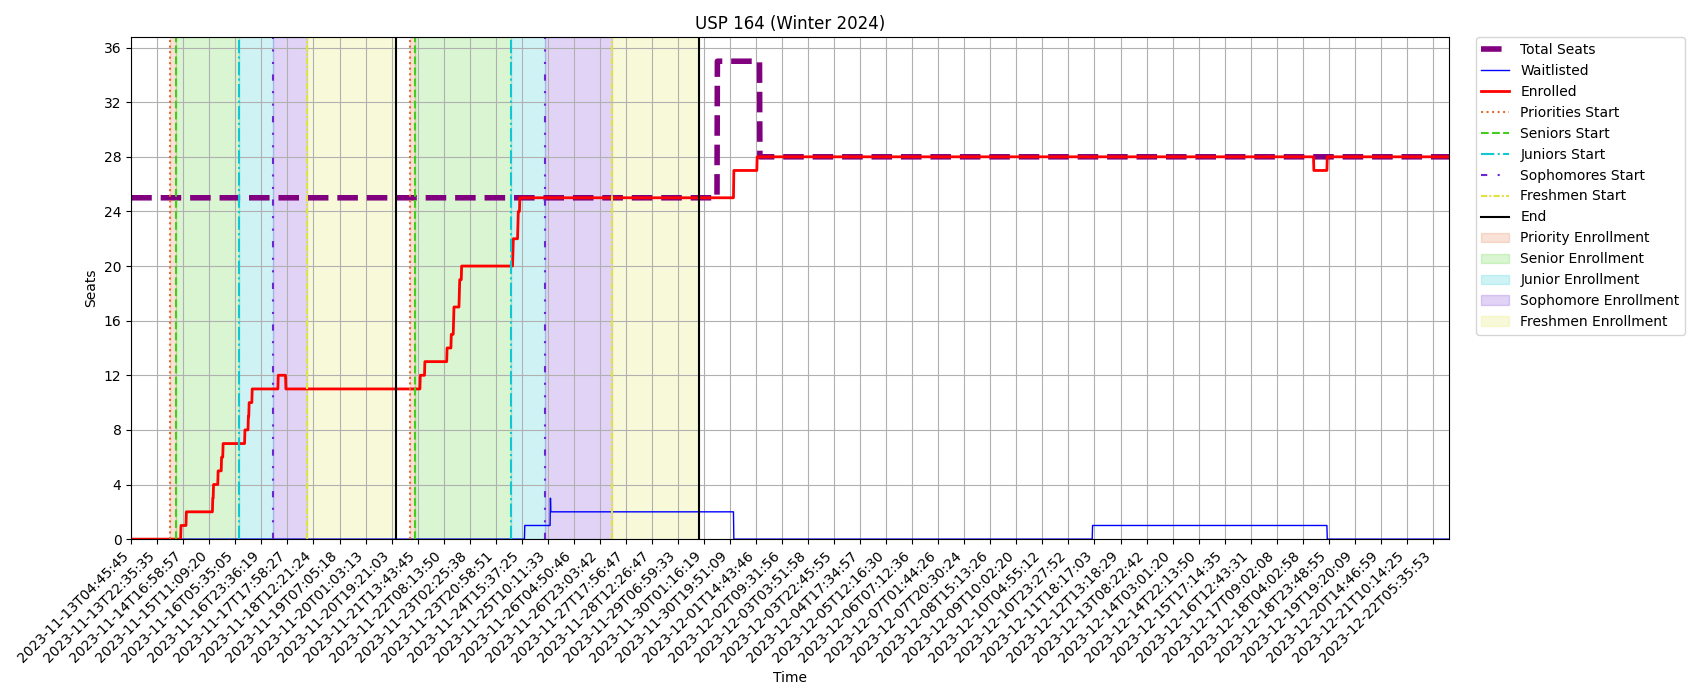 USP 164 (Winter 2024)
Seats
36
32
28
24
20
16
12
8
4
0
2023-11-13T04:45:45
2023-11-13T22:35:35
2023-11-14T16:58:57
2023-11-15T11:09:20
2023-11-16T05:35:05
2023-11-16T23:36:19
2023-11-17T17:58:27
2023-11-18T12:21:24
2023-11-19T07:05:18
2023-11-20T01:03:13
2023-11-20T19:21:03
2023-11-21T13:43:45
2023-11-22T08:13:50
2023-11-23T02:25:38
2023-11-23T20:58:51
2023-11-24T15:37:25
2023-11-25T10:11:33
2023-11-26T04:50:46
2023-11-26T23:03:42
2023-11-27T17:56:47
2023-11-28T12:26:47
2023-11-29T06:59:33
2023-11-30T01:16:19
2023-11-30T19:51:09
2023-12-01T14:43:46
2023-12-02T09:31:56
2023-12-03T03:51:58
2023-12-03T22:45:55
2023-12-04T17:34:57
2023-12-05T12:16:30
2023-12-06T07:12:36
2023-12-07T01:44:26
2023-12-07T20:30:24
2023-12-08T15:13:26
2023-12-09T10:02:20
2023-12-10T04:55:12
2023-12-10T23:27:52
2023-12-11T18:17:03
2023-12-12T13:18:29
2023-12-13T08:22:42
2023-12-14T03:01:20
2023-12-14T22:13:50
2023-12-15T17:14:35
2023-12-16T12:43:31
2023-12-17T09:02:08
2023-12-18T04:02:58
2023-12-18T23:48:55
2023-12-19T19:20:09
2023-12-20T14:46:59
2023-12-21T10:14:25
2023-12-22T05:35:53
Time
Total Seats
Waitlisted
Enrolled
Priorities Start
Seniors Start
Juniors Start
Sophomores Start
Freshmen Start
End
Priority Enrollment
Senior Enrollment
Junior Enrollment
Sophomore Enrollment
Freshmen Enrollment